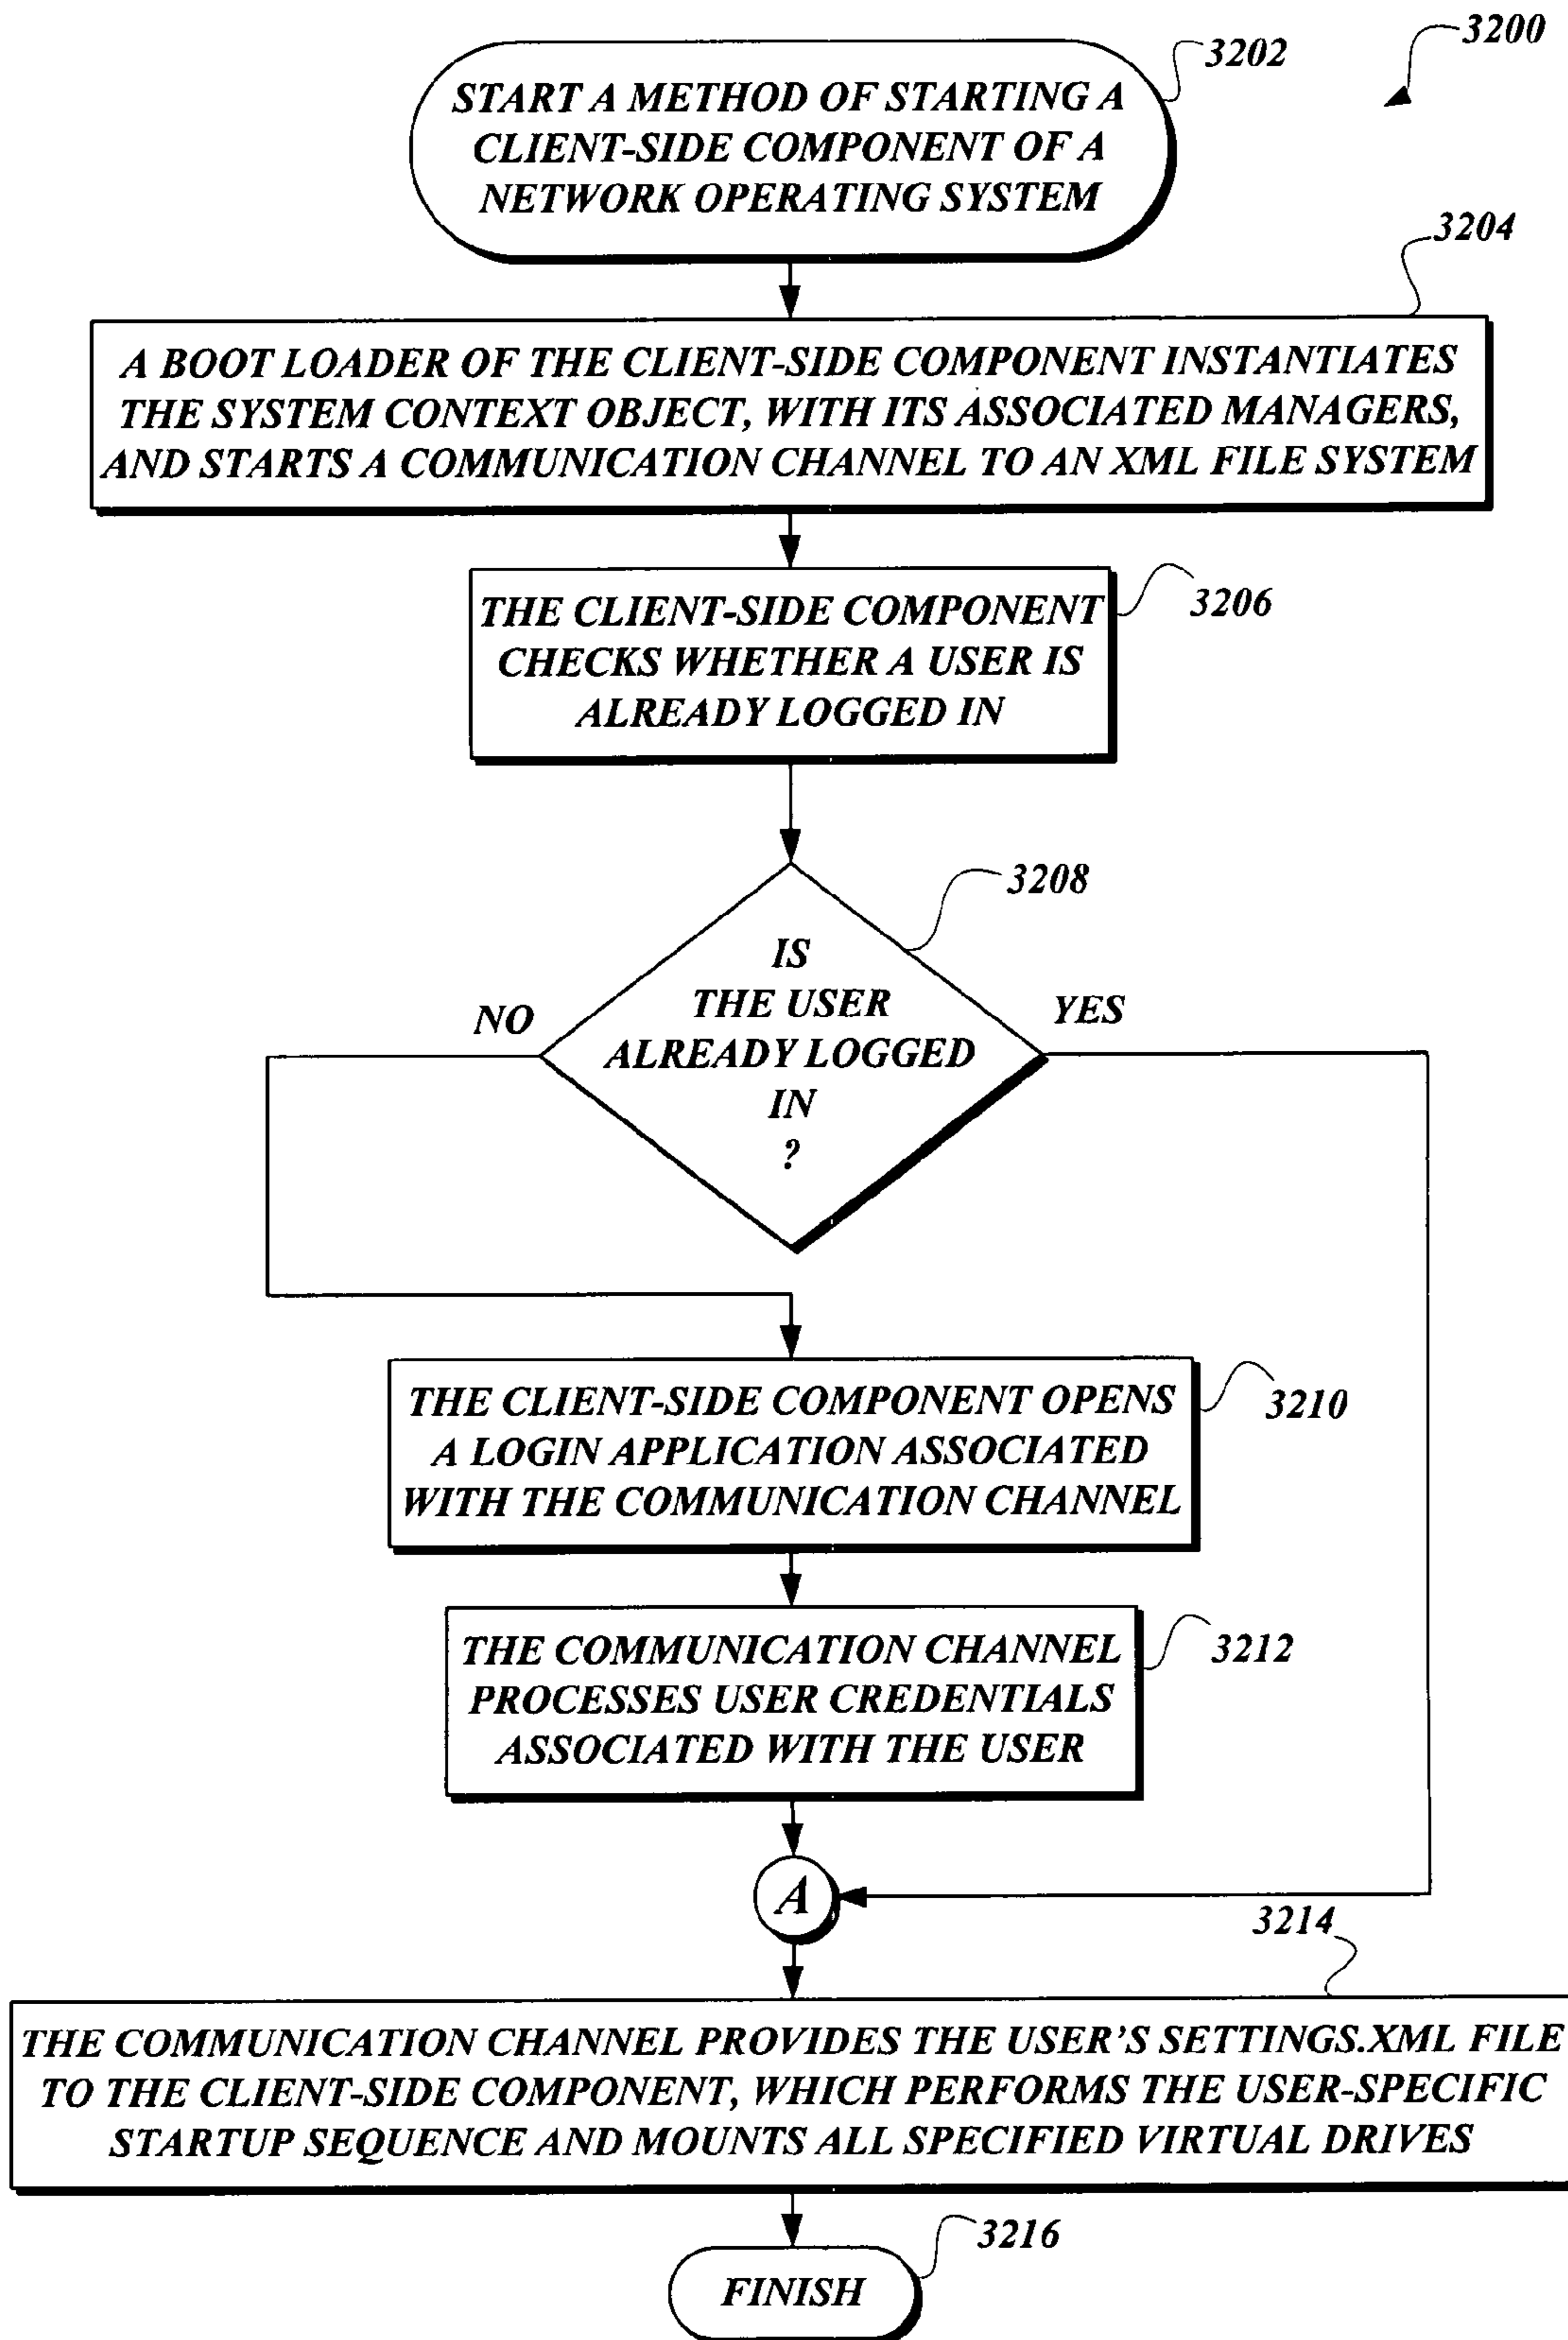 3200
3202
START A METHOD OF STARTING A
CLIENT-SIDE COMPONENT OF A
NETWORK OPERATING SYSTEM
3204
A BOOT LOADER OF THE CLIENT-SIDE COMPONENT INSTANTIATES
THE SYSTEM CONTEXT OBJECT, WITH ITS ASSOCIATED MANAGERS,
AND STARTS A COMMUNICATION CHANNEL TO AN XML FILE SYSTEM
3206
THE CLIENT-SIDE COMPONENT
CHECKS WHETHER A USER IS
ALREADY LOGGED IN
3208
IS
THE USER
ALREADY LOGGED
IN
?
NO
YES
3210
THE CLIENT-SIDE COMPONENT OPENS
A LOGIN APPLICATION ASSOCIATED
WITH THE COMMUNICATION CHANNEL
3212
THE COMMUNICATION CHANNEL
PROCESSES USER CREDENTIALS
ASSOCIATED WITH THE USER
A
3214
THE COMMUNICATION CHANNEL PROVIDES THE USER'S SETTINGS.XML FILE
TO THE CLIENT-SIDE COMPONENT, WHICH PERFORMS THE USER-SPECIFIC
STARTUP SEQUENCE AND MOUNTS ALL SPECIFIED VIRTUAL DRIVES
3216
FINISH